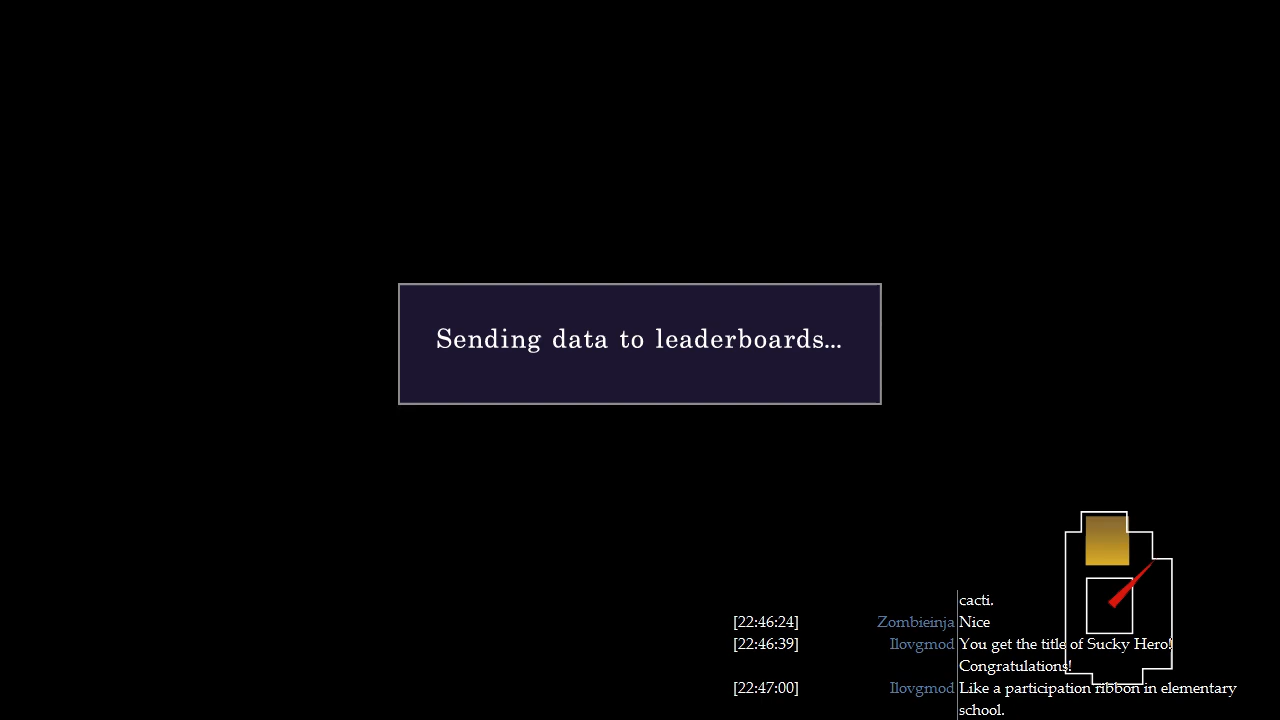 Sending data to leaderboards...
cacti.
[22:46:24] Zombieinja Nice
[22:46:39] Ilovgmod You get the title of Sucky Hero!
Congratulations!
[22:47:00] Ilovgmod Like a participation ribbon in elementary
school.